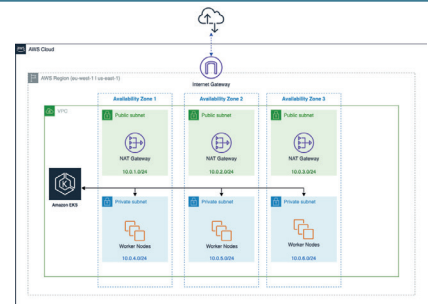 AWS Cloud
Internet Gateway
AWS Region (eu-west-1 | us-east-1)
Availability Zone 1
Availability Zone 2
Availability Zone 3
VPC
Public subnet
Public subnet
Public subnet
NAT Gateway
NAT Gateway
NAT Gateway
10.0.1.0/24
10.0.2.0/24
10.0.3.0/24
Amazon EKS
Private subnet
Private subnet
Private subnet
Worker Nodes
Worker Nodes
Worker Nodes
10.0.4.0/24
10.0.5.0/24
10.0.6.0/24